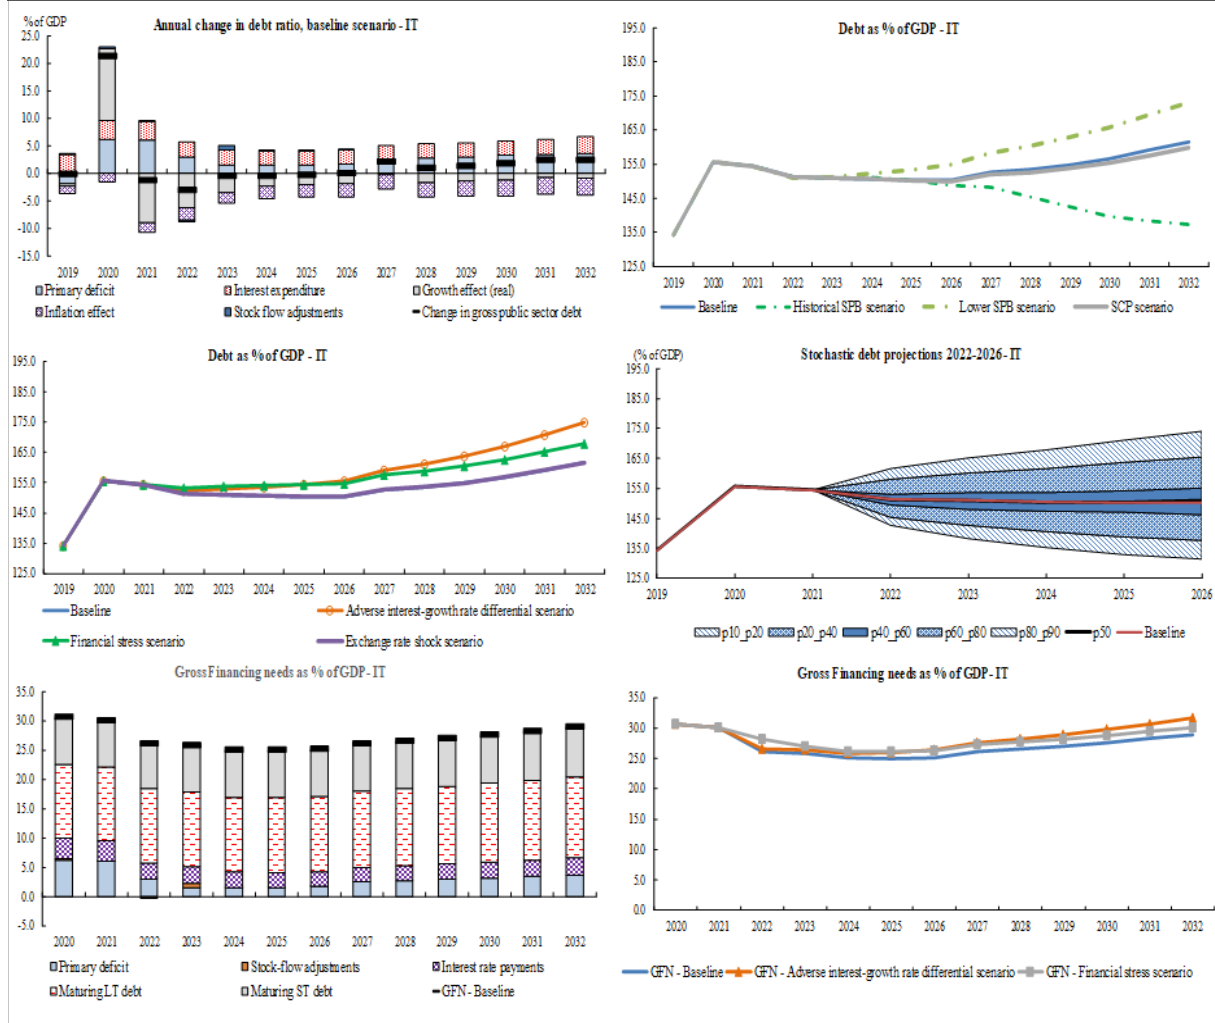 % of GDP
Annual change in debt ratio, baseline scenario - IT
25.0
20.0
15.0
10.0
5.0
0.0
-5.0
-10.0
-15.0
2019 2020 2021 2022 2023 2024 2025 2026 2027 2028 2029 2030 2031 2032
Primary deficit Interest expenditure Growth effect (real)
Inflation effect Stock flow adjustments Change in gross public sector debt
Debt as % of GDP - IT
195.0
185.0
175.0
165.0
155.0
145.0
135.0
125.0
2019 2020 2021 2022 2023 2024 2025 2026 2027 2028 2029 2030 2031 2032
Baseline Historical SPB scenario Lower SPB scenario SCP scenario
Debt as % of GDP - IT
195.0
185.0
175.0
165.0
155.0
145.0
135.0
125.0
2019 2020 2021 2022 2023 2024 2025 2026 2027 2028 2029 2030 2031 2032
Baseline Adverse interest-growth rate differential scenario
Financial stress scenario Exchange rate shock scenario
(% of GDP)
Stochastic debt projections 2022-2026- IT
195.0
185.0
175.0
165.0
155.0
145.0
135.0
125.0
2019 2020 2021 2022 2023 2024 2025 2026
p10_p20 p20_p40 p40_p60 p60_p80 p80_p90 p50 Baseline
Gross Financing needs as % of GDP- IT
35.0
30.0
25.0
20.0
15.0
10.0
5.0
0.0
-5.0
2020 2021 2022 2023 2024 2025 2026 2027 2028 2029 2030 2031 2032
Primary deficit Stock-flow adjustments Interest rate payments
Maturing LT debt Maturing ST debt GFN - Baseline
Gross Financing needs as % of GDP- IT
35.0
30.0
25.0
20.0
15.0
10.0
5.0
0.0
2020 2021 2022 2023 2024 2025 2026 2027 2028 2029 2030 2031 2032
GFN - Baseline GFN - Adverse interest-growth rate differential scenario GFN - Financial stress scenario